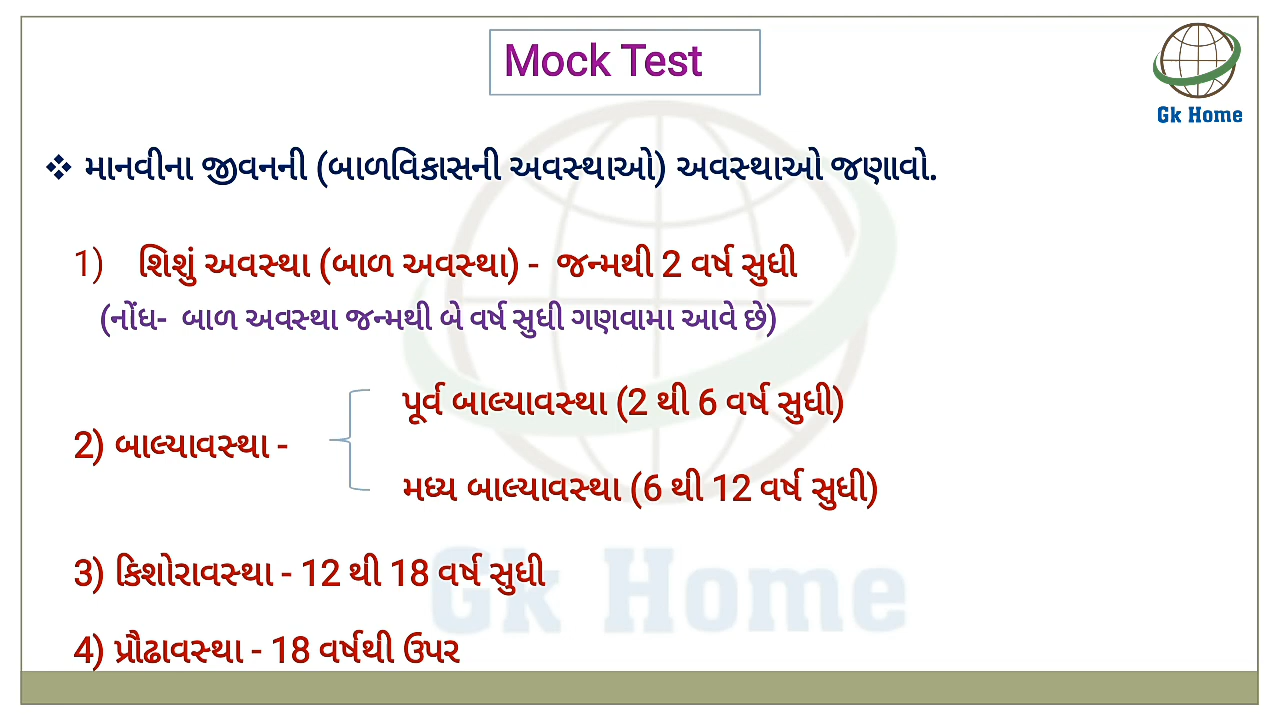 Mock Test
Gk Home
❖ માનવીના જીવનની (બાળવિકાસની અવસ્થાઓ) અવસ્થાઓ જણાવો.
1) શિશું અવસ્થા (બાળ અવસ્થા) - જન્મથી 2 વર્ષ સુધી
(નોંધ- બાળ અવસ્થા જન્મથી બે વર્ષ સુધી ગણવામા આવે છે)
પૂર્વ બાલ્યાવસ્થા (2 થી 6 વર્ષ સુધી)
2) બાલ્યાવસ્થા -
મધ્ય બાલ્યાવસ્થા (6 થી 12 વર્ષ સુધી)
3) કિશોરાવસ્થા - 12 થી 18 વર્ષ સુધી
Gk Home
4) પ્રૌઢાવસ્થા - 18 વર્ષથી ઉપર